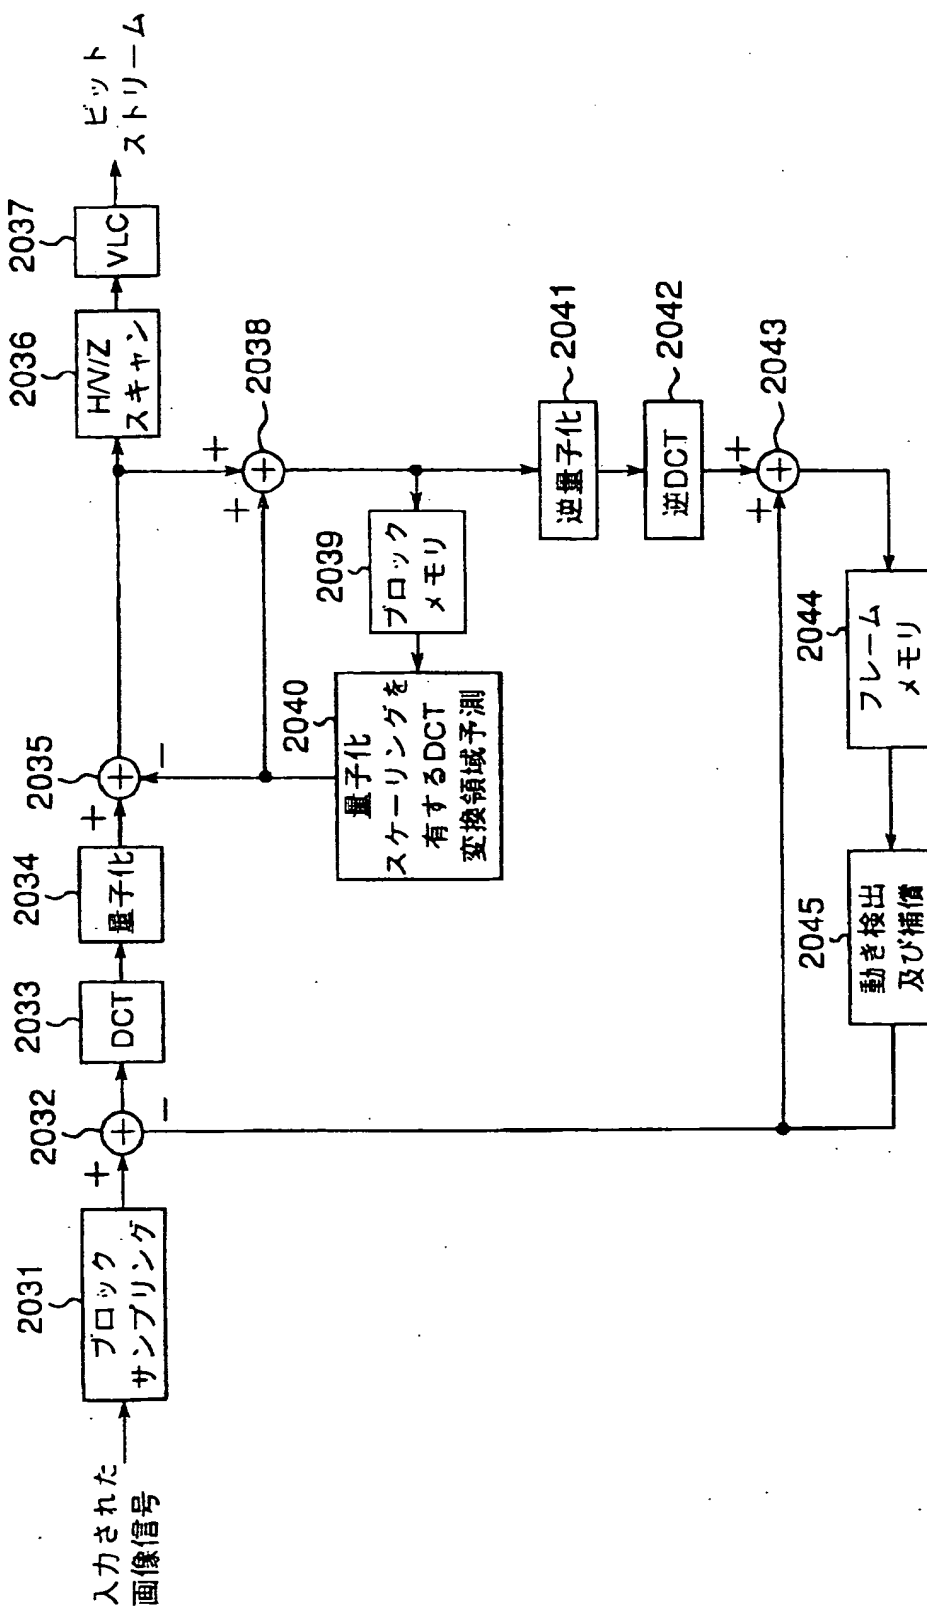 入力された
画像信号
2031
ブロック
サンプリング
+
2032
+
−
2033
DCT
2034
量子化
+
2035
+
−
2036
H/V/Z
スキャン
2037
VLC
ビット
ストリーム
+
+
2038
+
2039
ブロック
メモリ
2040
量子化
スケーリングを
有するDCT
変換領域予測
2041
逆量子化
2042
逆DCT
+
+
2043
+
2044
フレーム
メモリ
2045
動き検出
及び補償